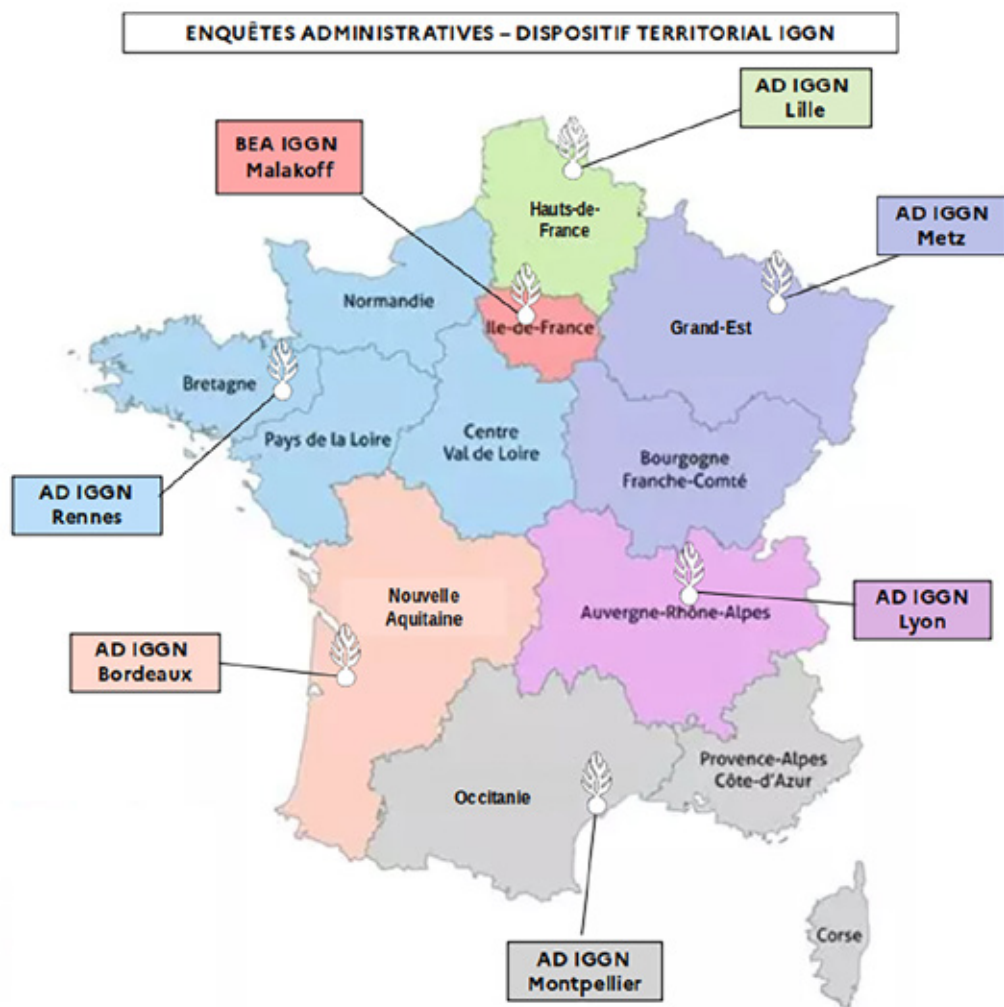 ENQUÊTES ADMINISTRATIVES – DISPOSITIF TERRITORIAL IGGN
AD IGGN
Lille
BEA IGGN
Malakoff
Hauts-de-
France
AD IGGN
Metz
Normandie
Ile-de-France
Grand-Est
Bretagne
Pays de la Loire
Centre
Val de Loire
Bourgogne
Franche-Comté
AD IGGN
Rennes
Nouvelle
Aquitaine
Auvergne-Rhône-Alpes
AD IGGN
Lyon
AD IGGN
Bordeaux
Provence-Alpes
Côte-d'Azur
Occitanie
Corse
AD IGGN
Montpellier